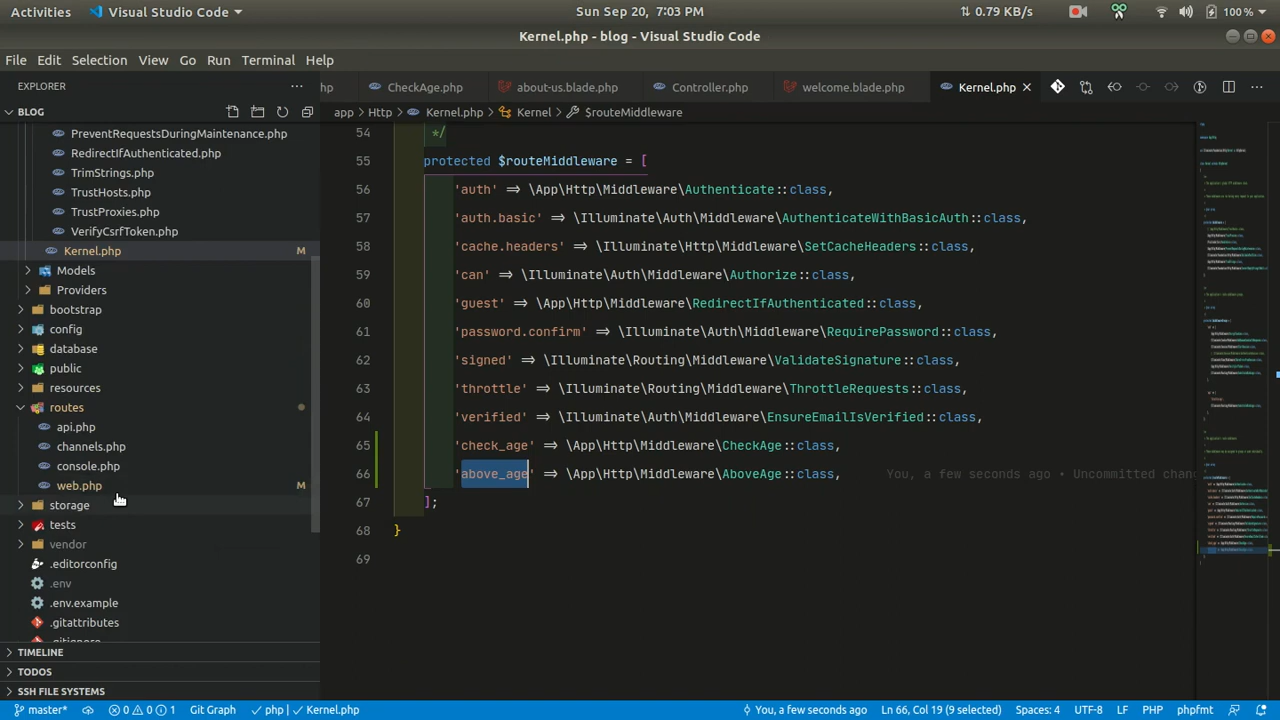 Activities Visual Studio Code Sun Sep 20, 7:03 PM 0.79 KB/s 100%
Kernel.php - blog - Visual Studio Code
File Edit Selection View Go Run Terminal Help
EXPLORER
hp CheckAge.php about-us.blade.php Controller.php welcome.blade.php Kernel.php
BLOG
app > Http > Kernel.php > Kernel > $routeMiddleware
PreventRequestsDuringMaintenance.php
RedirectIfAuthenticated.php
TrimStrings.php
TrustHosts.php
TrustProxies.php
VerifyCsrfToken.php
Kernel.php M
Models
Providers
bootstrap
config
database
public
resources
routes
api.php
channels.php
console.php
web.php M
storage
tests
vendor
.editorconfig
.env
.env.example
.gitattributes
.gitignore
TIMELINE
TODOS
SSH FILE SYSTEMS
54 */
55 protected $routeMiddleware = [
56 'auth' => \App\Http\Middleware\Authenticate::class,
57 'auth.basic' => \Illuminate\Auth\Middleware\AuthenticateWithBasicAuth::class,
58 'cache.headers' => \Illuminate\Http\Middleware\SetCacheHeaders::class,
59 'can' => \Illuminate\Auth\Middleware\Authorize::class,
60 'guest' => \App\Http\Middleware\RedirectIfAuthenticated::class,
61 'password.confirm' => \Illuminate\Auth\Middleware\RequirePassword::class,
62 'signed' => \Illuminate\Routing\Middleware\ValidateSignature::class,
63 'throttle' => \Illuminate\Routing\Middleware\ThrottleRequests::class,
64 'verified' => \Illuminate\Auth\Middleware\EnsureEmailIsVerified::class,
65 'check_age' => \App\Http\Middleware\CheckAge::class,
66 'above_age' => \App\Http\Middleware\AboveAge::class, You, a few seconds ago • Uncommitted chang
67 ];
68 }
69
master* 0 0 1 Git Graph php | Kernel.php You, a few seconds ago Ln 66, Col 19 (9 selected) Spaces: 4 UTF-8 LF PHP phpfmt